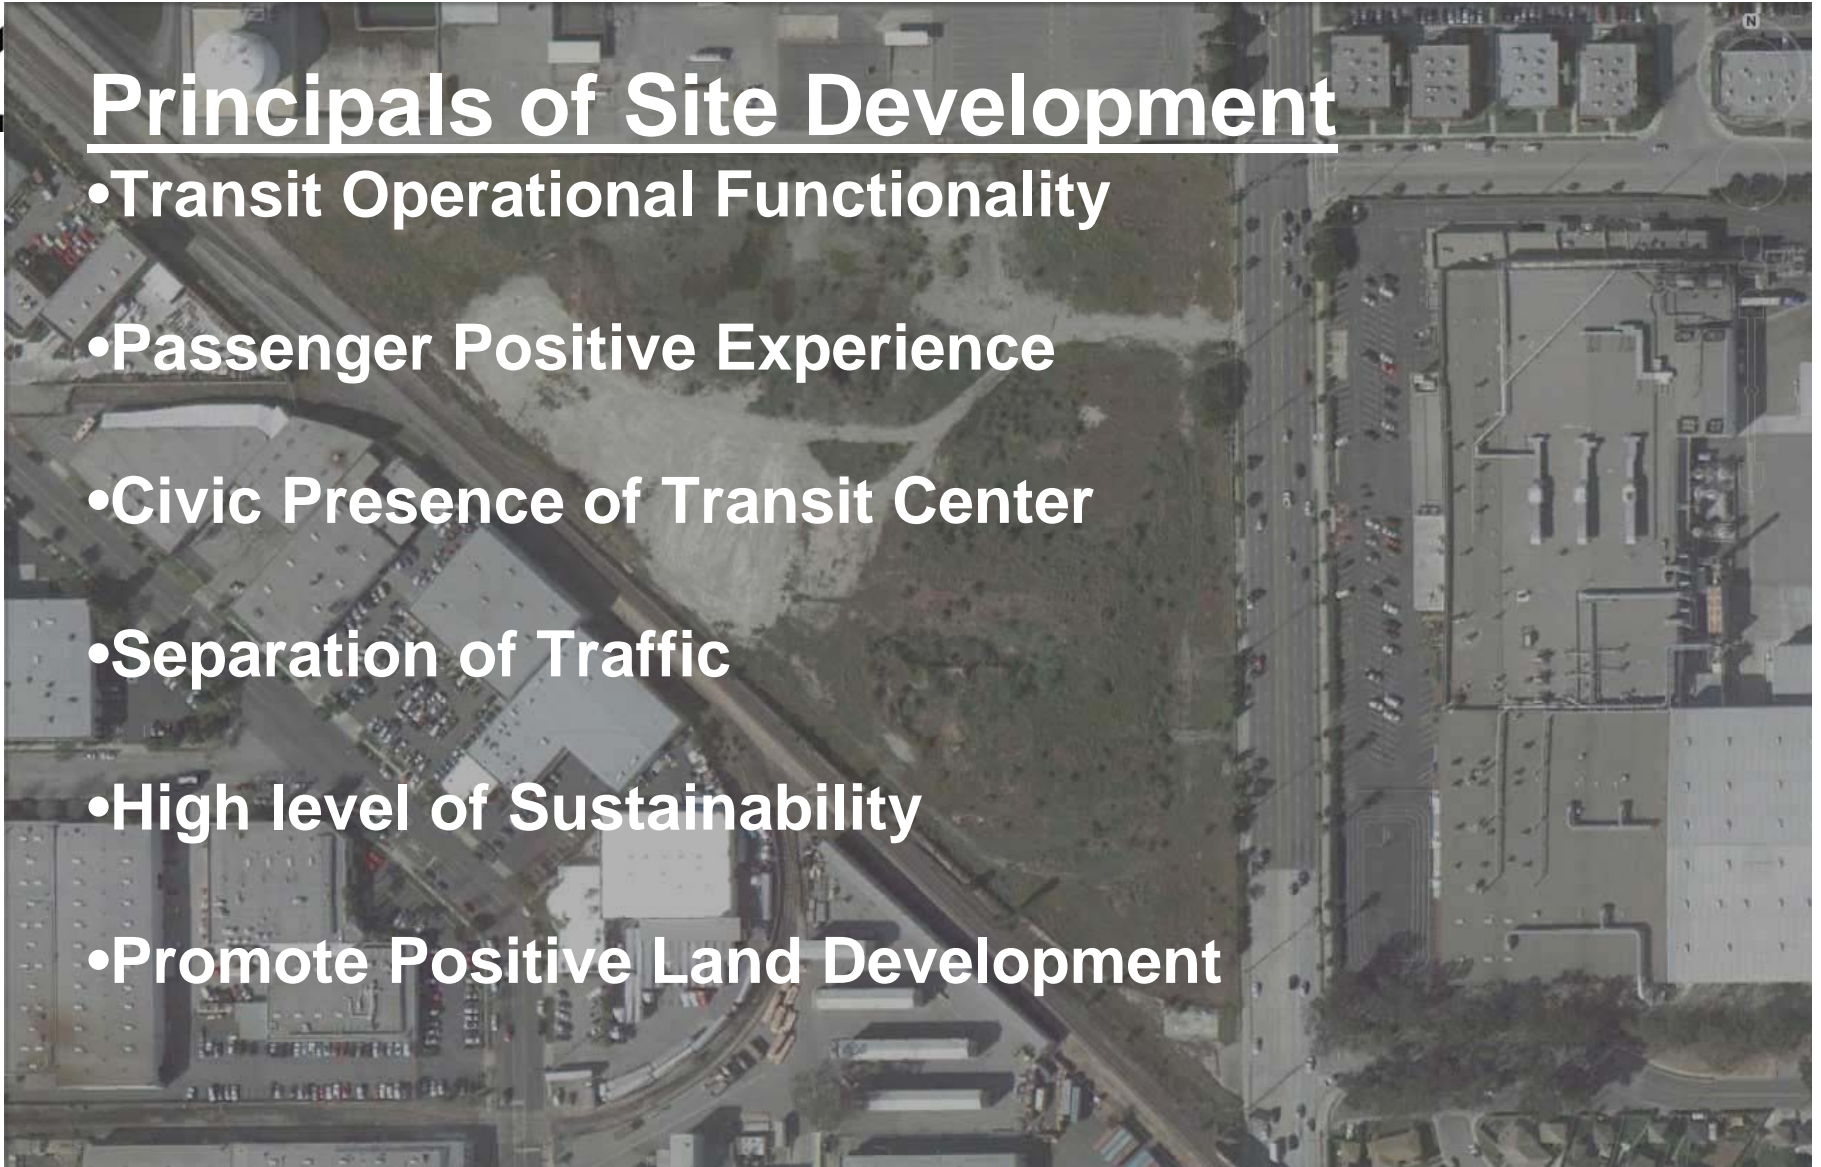 Principals of Site Development
•Transit Operational Functionality
•Passenger Positive Experience
•Civic Presence of Transit Center
•Separation of Traffic
•High level of Sustainability
•Promote Positive Land Development
N